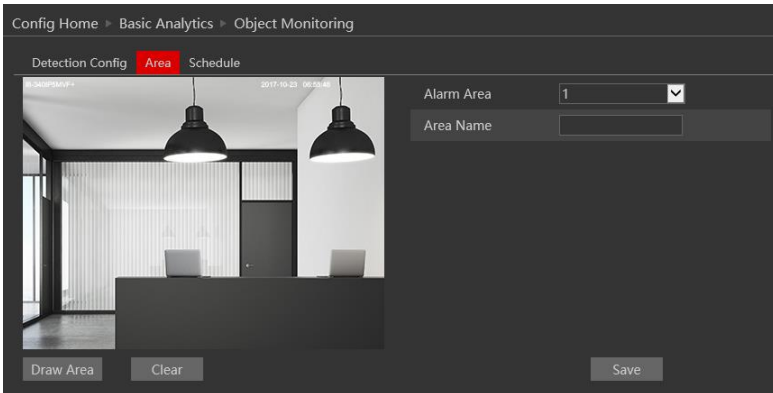 Config Home ▸ Basic Analytics ▸ Object Monitoring
Detection Config Area Schedule
2017-10-23
Alarm Area 1
Area Name
Draw Area Clear Save